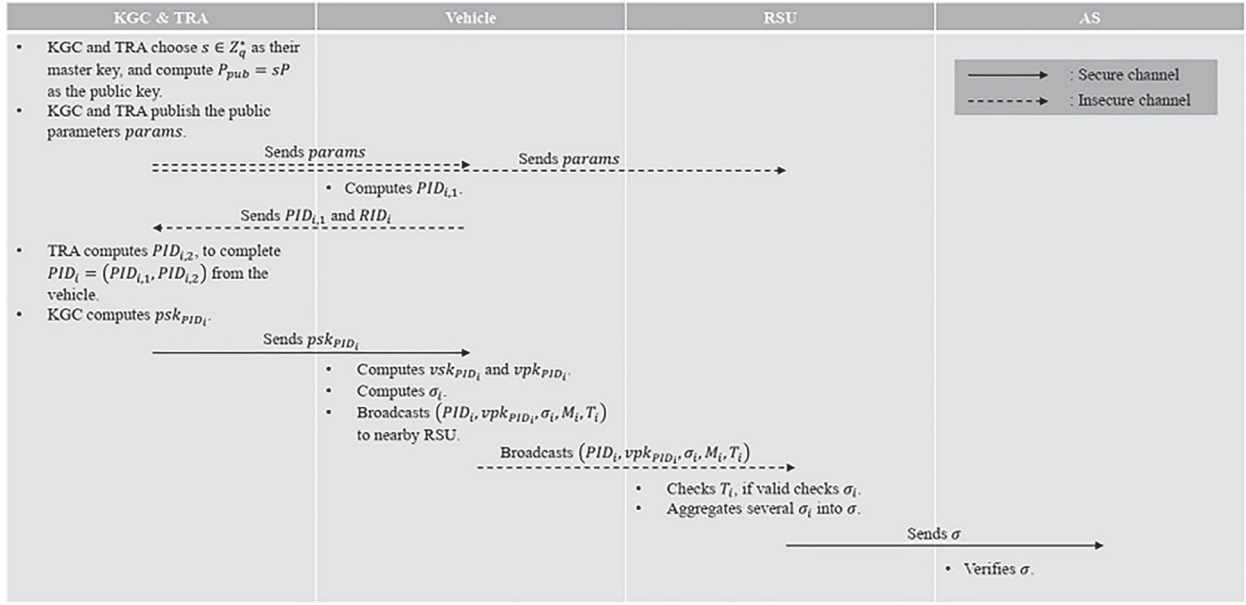 KGC & TRA
Vehicle
RSU
AS
• KGC and TRA choose s ∈ Z*q as their
master key, and compute Ppub = sP
as the public key.
• KGC and TRA publish the public
parameters params.
: Secure channel
: Insecure channel
Sends params
Sends params
• Computes PIDi,1.
Sends PIDi,1 and RIDi
• TRA computes PIDi,2, to complete
PIDi = (PIDi,1, PIDi,2) from the
vehicle.
• KGC computes pskPIDi.
Sends pskPIDi
• Computes vskPIDi and vpkPIDi.
• Computes σi.
• Broadcasts (PIDi, vpkPIDi, σi, Mi, Ti)
to nearby RSU.
Broadcasts (PIDi, vpkPIDi, σi, Mi, Ti)
• Checks Ti, if valid checks σi.
• Aggregates several σi into σ.
Sends σ
• Verifies σ.